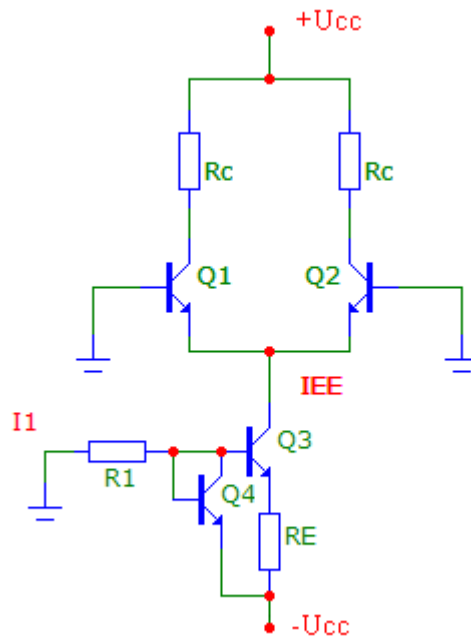 +Ucc
Rc Rc
Q1 Q2
IEE
I1
Q3
R1
Q4
RE
-Ucc